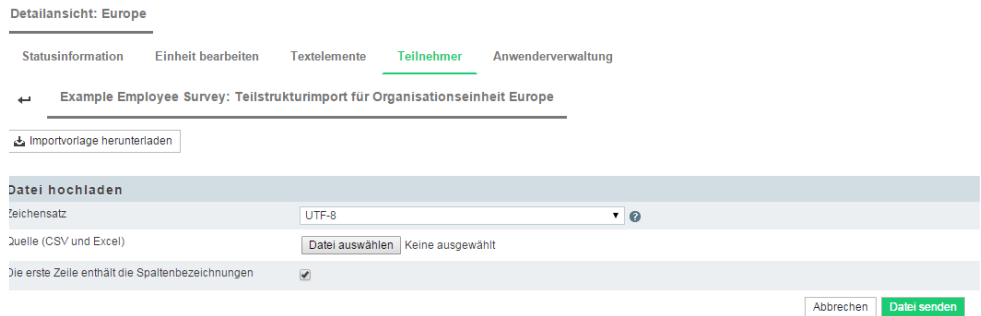 Detailansicht: Europe
Statusinformation Einheit bearbeiten Textelemente Teilnehmer Anwenderverwaltung
Example Employee Survey: Teilstrukturimport für Organisationseinheit Europe
Importvorlage herunterladen
Datei hochladen
Zeichensatz UTF-8 ?
Quelle (CSV und Excel) Datei auswählen Keine ausgewählt
Die erste Zeile enthält die Spaltenbezeichnungen
Abbrechen Datei senden